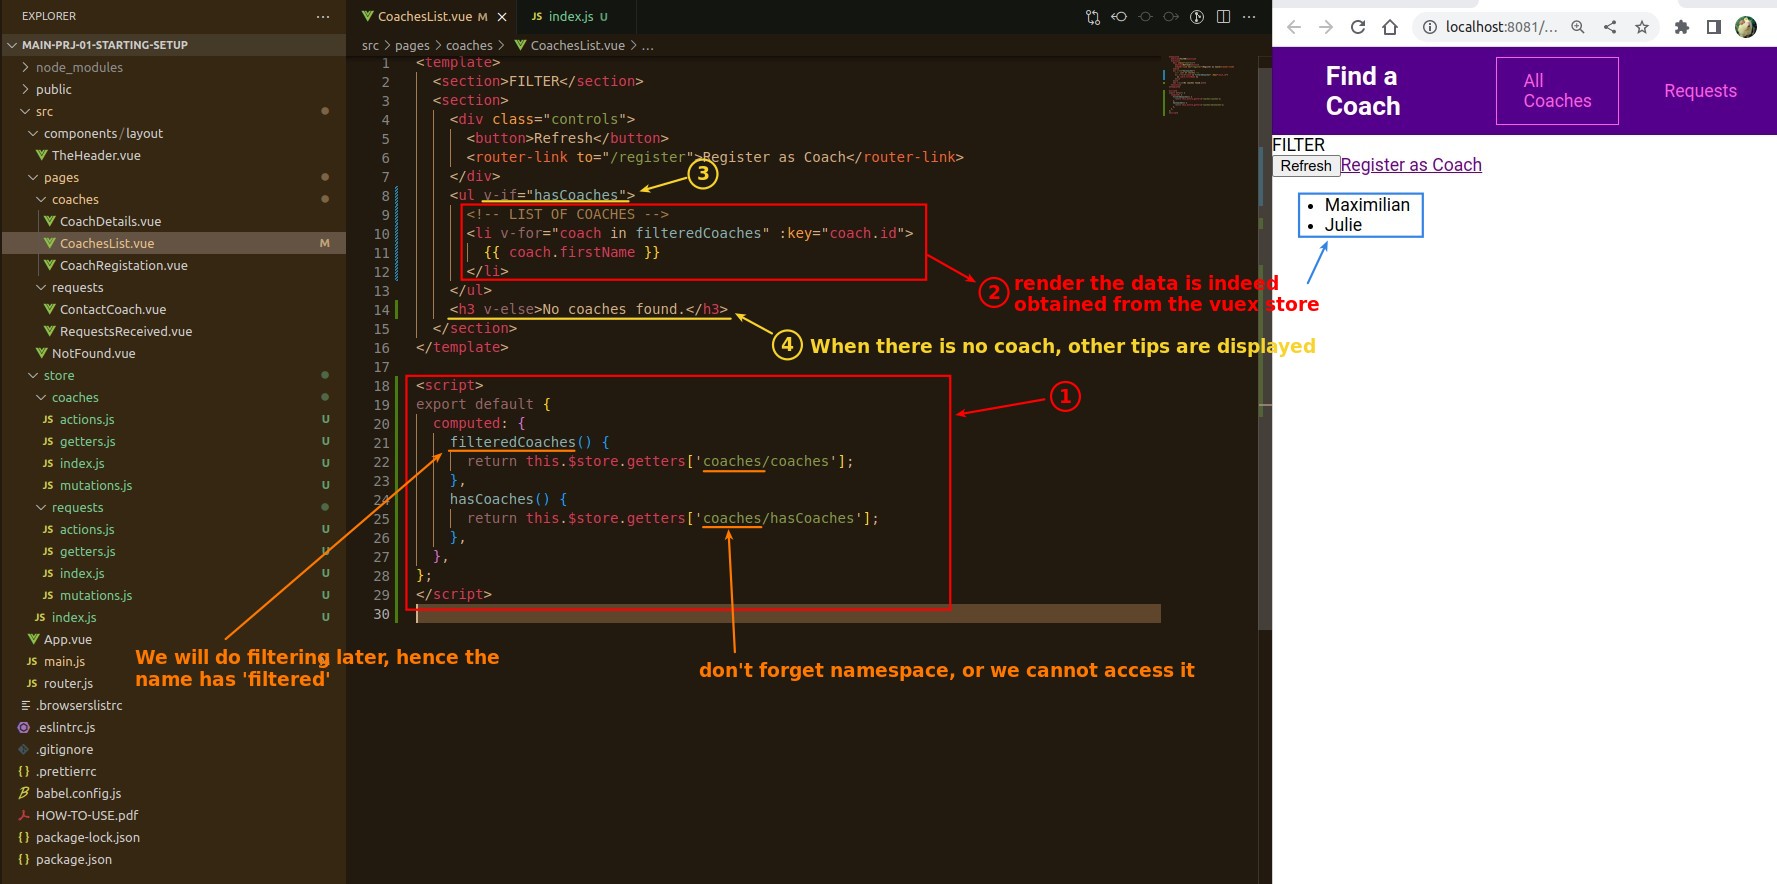 EXPLORER
MAIN-PRJ-01-STARTING-SETUP
node_modules
public
src
components/layout
TheHeader.vue
pages
coaches
CoachDetails.vue
CoachesList.vue M
CoachRegistation.vue
requests
ContactCoach.vue
RequestsReceived.vue
NotFound.vue
store
coaches
JS actions.js U
JS getters.js U
JS index.js U
JS mutations.js U
requests
JS actions.js U
JS getters.js U
JS index.js U
JS mutations.js U
JS index.js U
App.vue
JS main.js M
JS router.js
.browserslistrc
.eslintrc.js
.gitignore
{} .prettierrc
babel.config.js
HOW-TO-USE.pdf
{} package-lock.json
{} package.json
CoachesList.vue M
JS index.js U
src > pages > coaches > CoachesList.vue > ...
1 <template>
2 <section>FILTER</section>
3 <section>
4 <div class="controls">
5 <button>Refresh</button>
6 <router-link to="/register">Register as Coach</router-link>
7 </div>
8 <ul v-if="hasCoaches">
9 <!-- LIST OF COACHES -->
10 <li v-for="coach in filteredCoaches" :key="coach.id">
11 {{ coach.firstName }}
12 </li>
13 </ul>
14 <h3 v-else>No coaches found.</h3>
15 </section>
16 </template>
17
18 <script>
19 export default {
20 computed: {
21 filteredCoaches() {
22 return this.$store.getters['coaches/coaches'];
23 },
24 hasCoaches() {
25 return this.$store.getters['coaches/hasCoaches'];
26 },
27 },
28 };
29 </script>
30
3
2 render the data is indeed
obtained from the vuex store
4 When there is no coach, other tips are displayed
1
We will do filtering later, hence the
name has 'filtered'
don't forget namespace, or we cannot access it
localhost:8081/...
Find a
Coach
All
Coaches
Requests
FILTER
Refresh Register as Coach
• Maximilian
• Julie